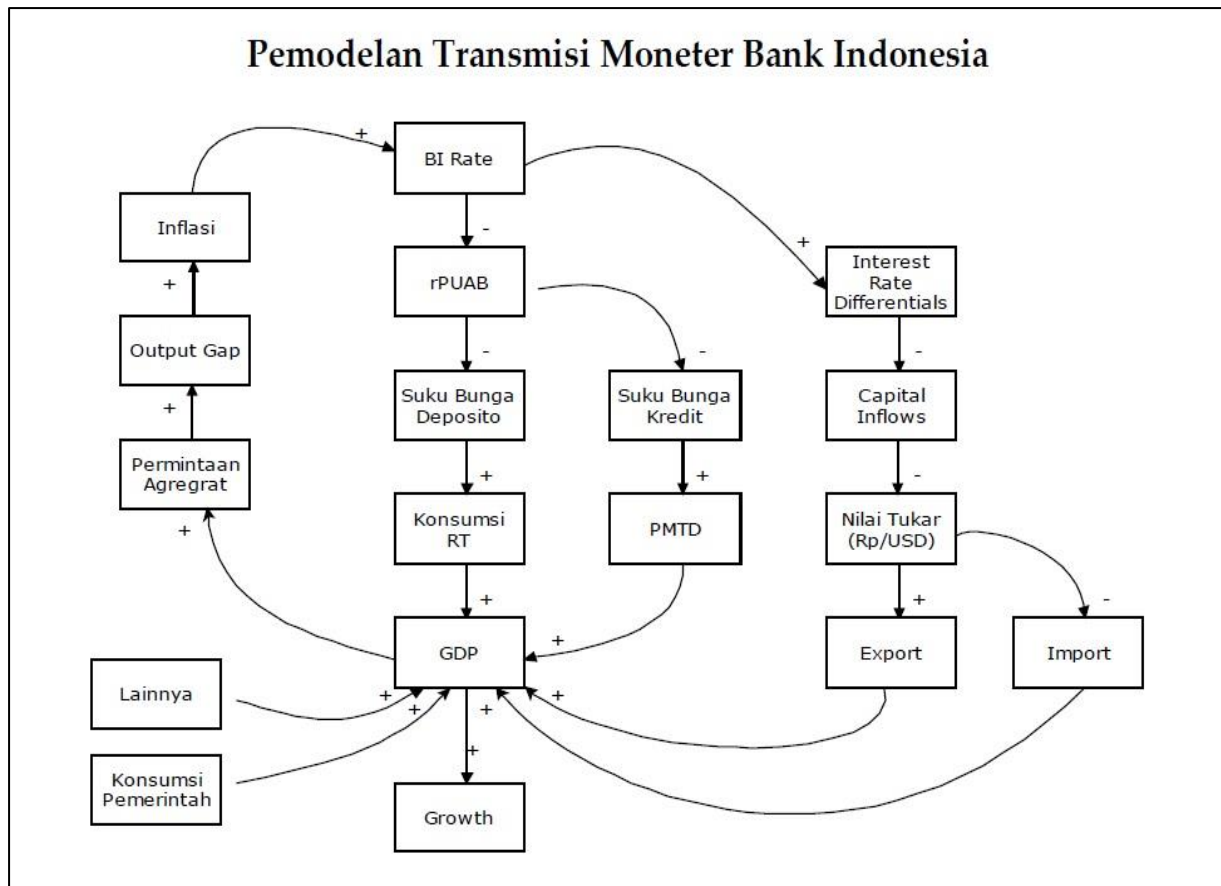 Pemodelan Transmisi Moneter Bank Indonesia
+
BI Rate
Inflasi
-
+
+
rPUAB
Interest
Rate
Differentials
Output Gap
-
-
-
+
Suku Bunga
Deposito
Suku Bunga
Kredit
Capital
Inflows
Permintaan
Agregrat
+
+
-
+
Konsumsi
RT
PMTD
Nilai Tukar
(Rp/USD)
+
+
+
-
GDP
Export
Import
Lainnya
+
+
+
+
+
Konsumsi
Pemerintah
Growth